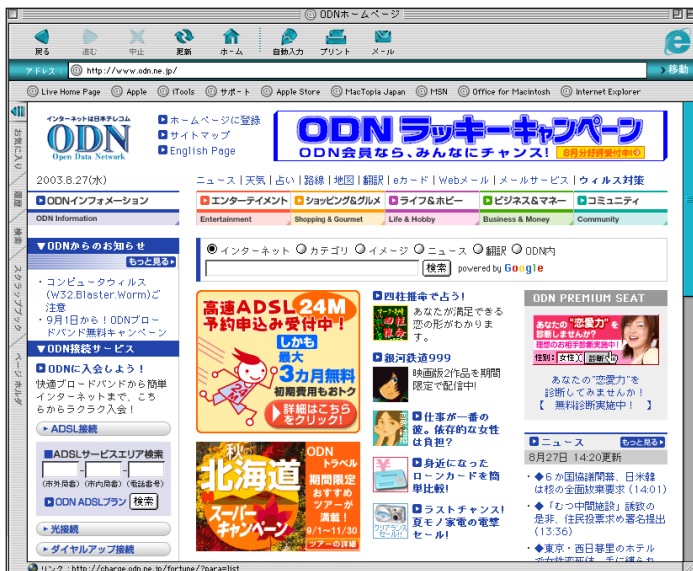 ODNホームページ
戻る 進む 中止 更新 ホーム 自動入力 プリント メール
アドレス: http://www.odn.ne.jp/ 移動
Live Home Page Apple iTools サポート Apple Store MacTopia Japan MSN Office for Macintosh Internet Explorer
お気に入り
履歴
検索
スクラップブック
ページ ホルダ
インターネットは日本テレコム
ODN
Open Data Network
ホームページに登録
サイトマップ
English Page
ODN ラッキーキャンペーン
ODN会員なら、みんなにチャンス! 8月分好評受付中!
2003.8.27(水)
ニュース | 天気 | 占い | 路線 | 地図 | 翻訳 | eカード | Webメール | メールサービス | ウィルス対策
ODNインフォメーション エンターテイメント ショッピング&グルメ ライフ&ホビー ビジネス&マネー コミュニティ
ODN Information Entertainment Shopping & Gourmet Life & Hobby Business & Money Community
▼ODNからのお知らせ
もっと見る
・コンピュータウィルス
(W32.Blaster.Worm)ご
注意
・9月1日から!ODNブロー
ドバンド無料キャンペーン
▼ODN接続サービス
ODNに入会しよう!
快適ブロードバンドから簡単
インターネットまで、こち
らからラクラク入会!
ADSL接続
■ADSLサービスエリア検索
- -
(市外局番) (市内局番) (電話番号)
ODN ADSLプラン 検索
光接続
ダイヤルアップ接続
インターネット カテゴリ イメージ ニュース 翻訳 ODN内
検索 powered by Google
高速ADSL 24M
予約申込み受付中!
しかも
最大
3カ月無料
初期費用もおトク
詳細はこちら
をクリック!
24M
秋の
北海道
スーパー
キャンペーン
ODN
トラベル
期間限定
おすすめ
ツアーが
満載!
9/1〜11/30
ツアーの詳細
四柱推命で占う!
あなたが満足できる
恋の形がわかりま
す。
銀河鉄道999
映画版2作品を期間
限定で配信中!
仕事が一番の
彼。依存的な女性
は負担?
身近になった
ローンカードを簡
単比較!
ラストチャンス!
夏モノ家電の電撃
セール!
クリアランス
セール!!
ODN PREMIUM SEAT
あなたの"恋愛力"を
診断しませんか?
理想のお相手診断実施中!
性別: 女性
あなたの"恋愛力"を
診断してみませんか!
【 無料診断実施中! 】
ニュース もっと見る
8月27日 14:20更新
・◆6か国協議開幕、日米韓
は核の全面放棄要求 (14:01)
・◆「むつ中間施設」誘致の
是非、住民投票求め署名提出
(13:36)
・◆東京・西日暮里のホテル
リンク: http://charge.odn.ne.jp/fortune/?para=list